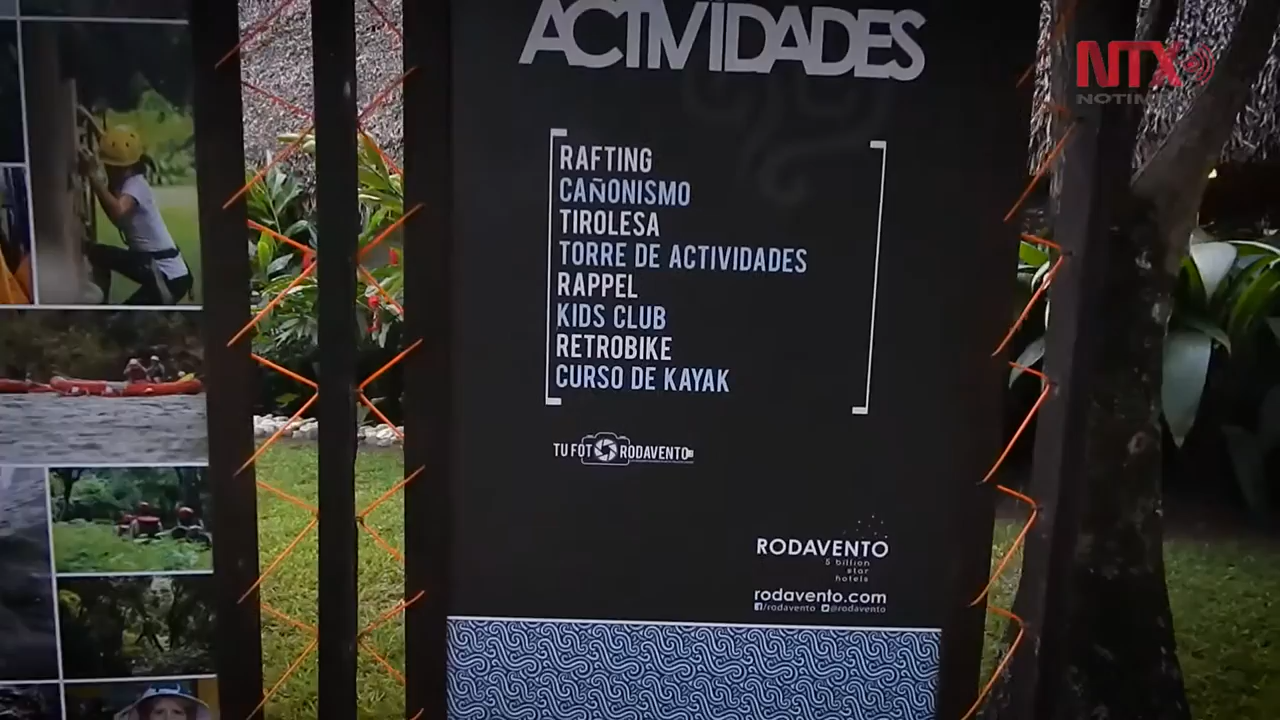 ACTIVIDADES
NTX
NOTIM
RAFTING
CAÑONISMO
TIROLESA
TORRE DE ACTIVIDADES
RAPPEL
KIDS CLUB
RETROBIKE
CURSO DE KAYAK
TU FOT RODAVENTO
RODAVENTO
5 billion
star
hotels
rodavento.com
/rodavento @rodavento